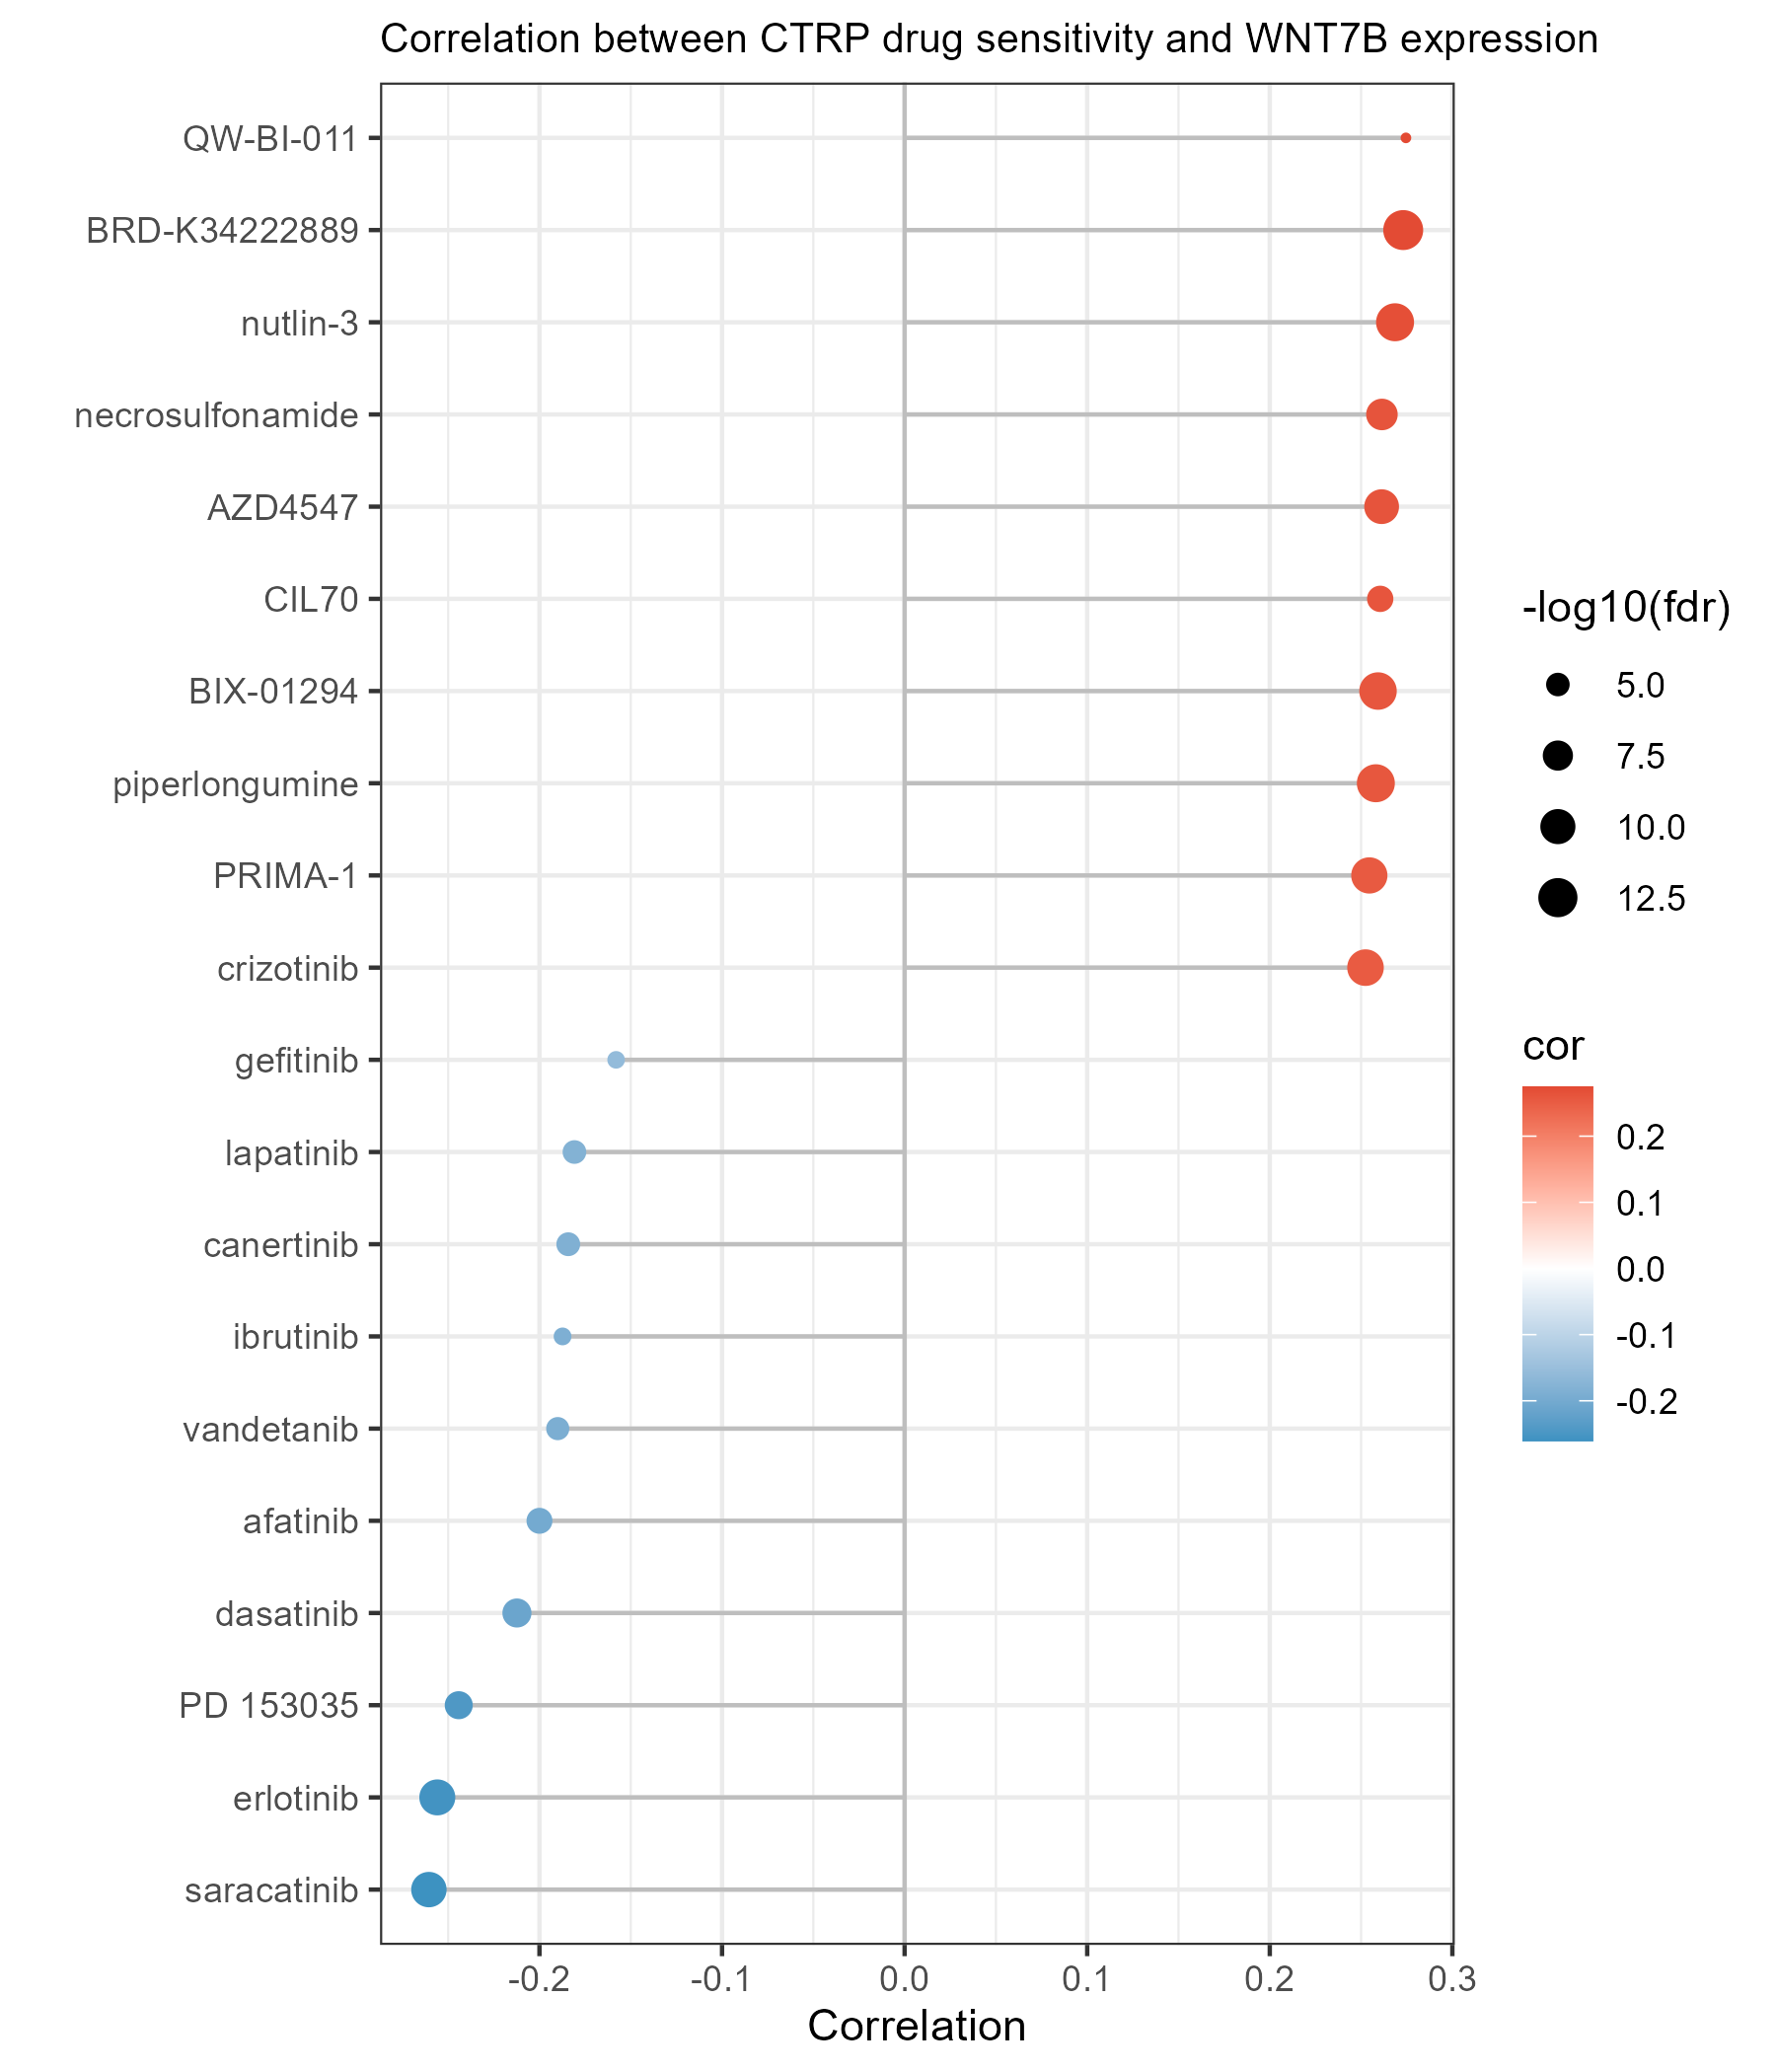 Correlation between CTRP drug sensitivity and WNT7B expression
QW-BI-011
BRD-K34222889
nutlin-3
necrosulfonamide
AZD4547
CIL70
BIX-01294
piperlongumine
PRIMA-1
crizotinib
gefitinib
lapatinib
canertinib
ibrutinib
vandetanib
afatinib
dasatinib
PD 153035
erlotinib
saracatinib
-0.2
-0.1
0.0
0.1
0.2
0.3
Correlation
-log10(fdr)
5.0
7.5
10.0
12.5
cor
0.2
0.1
0.0
-0.1
-0.2